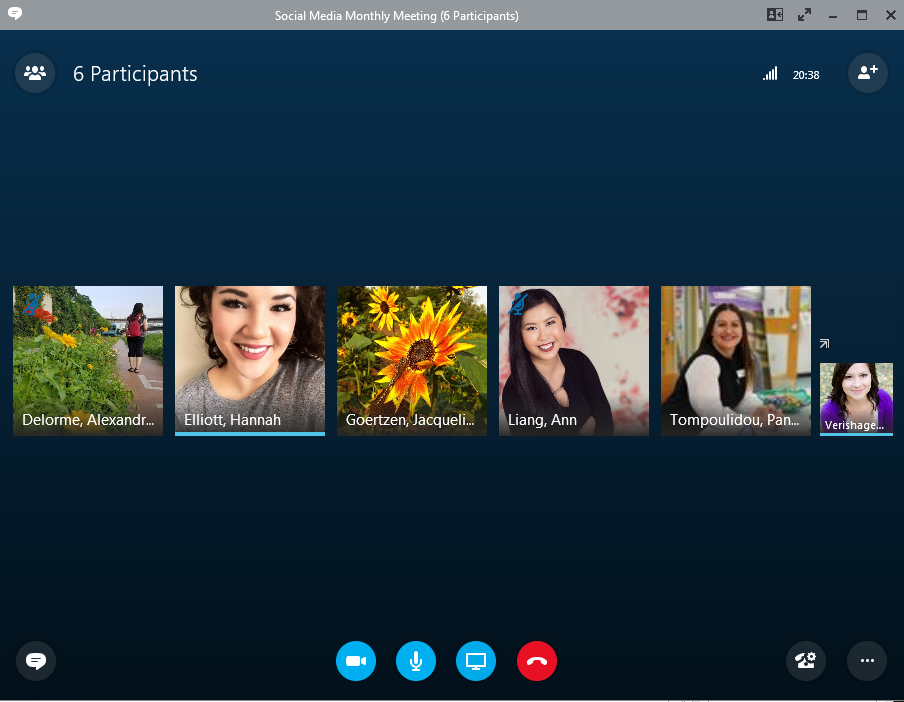 Social Media Monthly Meeting (6 Participants)
6 Participants
20:38
Delorme, Alexandr...
Elliott, Hannah
Goertzen, Jacqueli...
Liang, Ann
Tompoulidou, Pan...
Verishage...